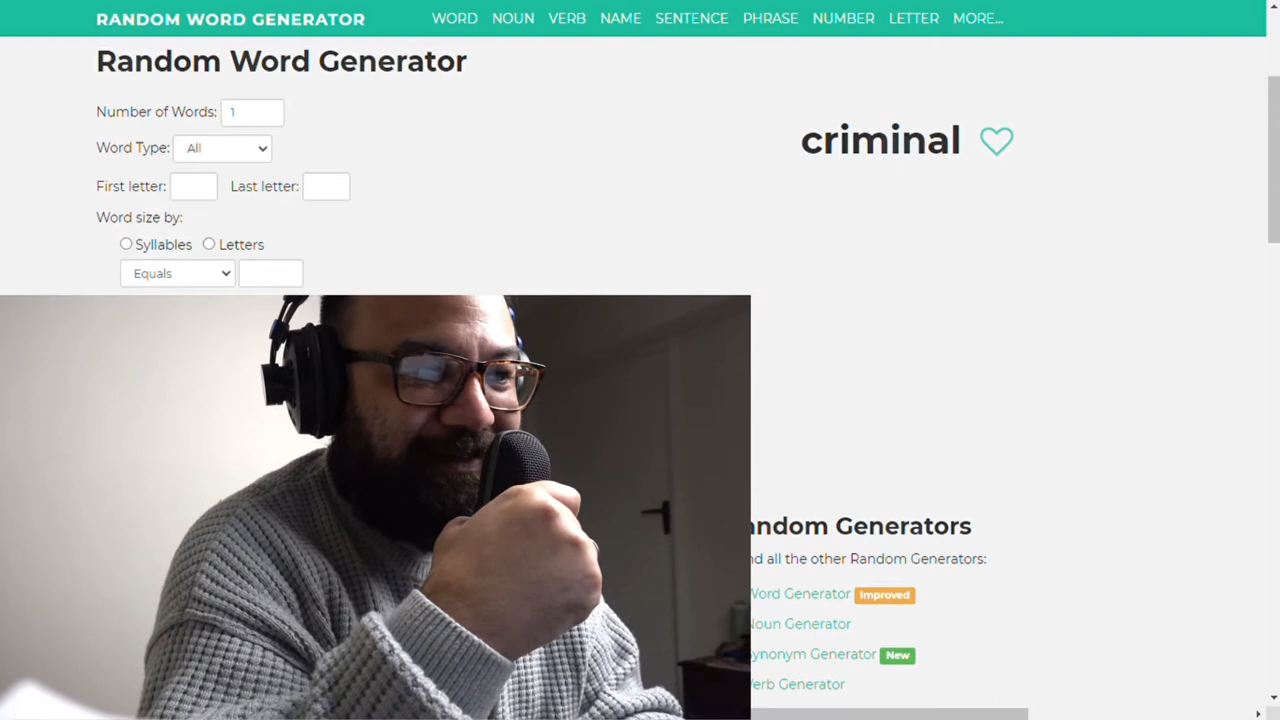 RANDOM WORD GENERATOR WORD NOUN VERB NAME SENTENCE PHRASE NUMBER LETTER MORE...
Random Word Generator
Number of Words: 1
criminal
Word Type: All
First letter: Last letter:
Word size by:
Syllables Letters
Equals
andom Generators
nd all the other Random Generators:
Word Generator Improved
Noun Generator
ynonym Generator New
erb Generator